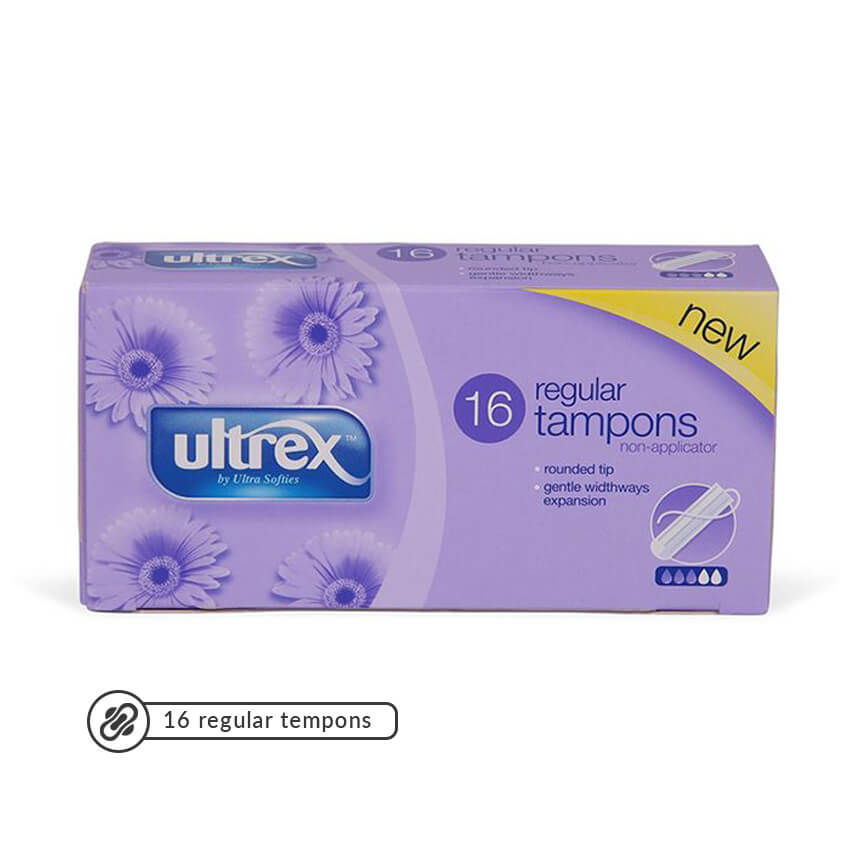 ultrex
16
regular
tampons
non-applicator
• rounded tip
• gentle widthways
expansion
new
ultrex™
by Ultra Softies
16
regular
tampons
non-applicator
• rounded tip
• gentle widthways
expansion
16 regular tempons